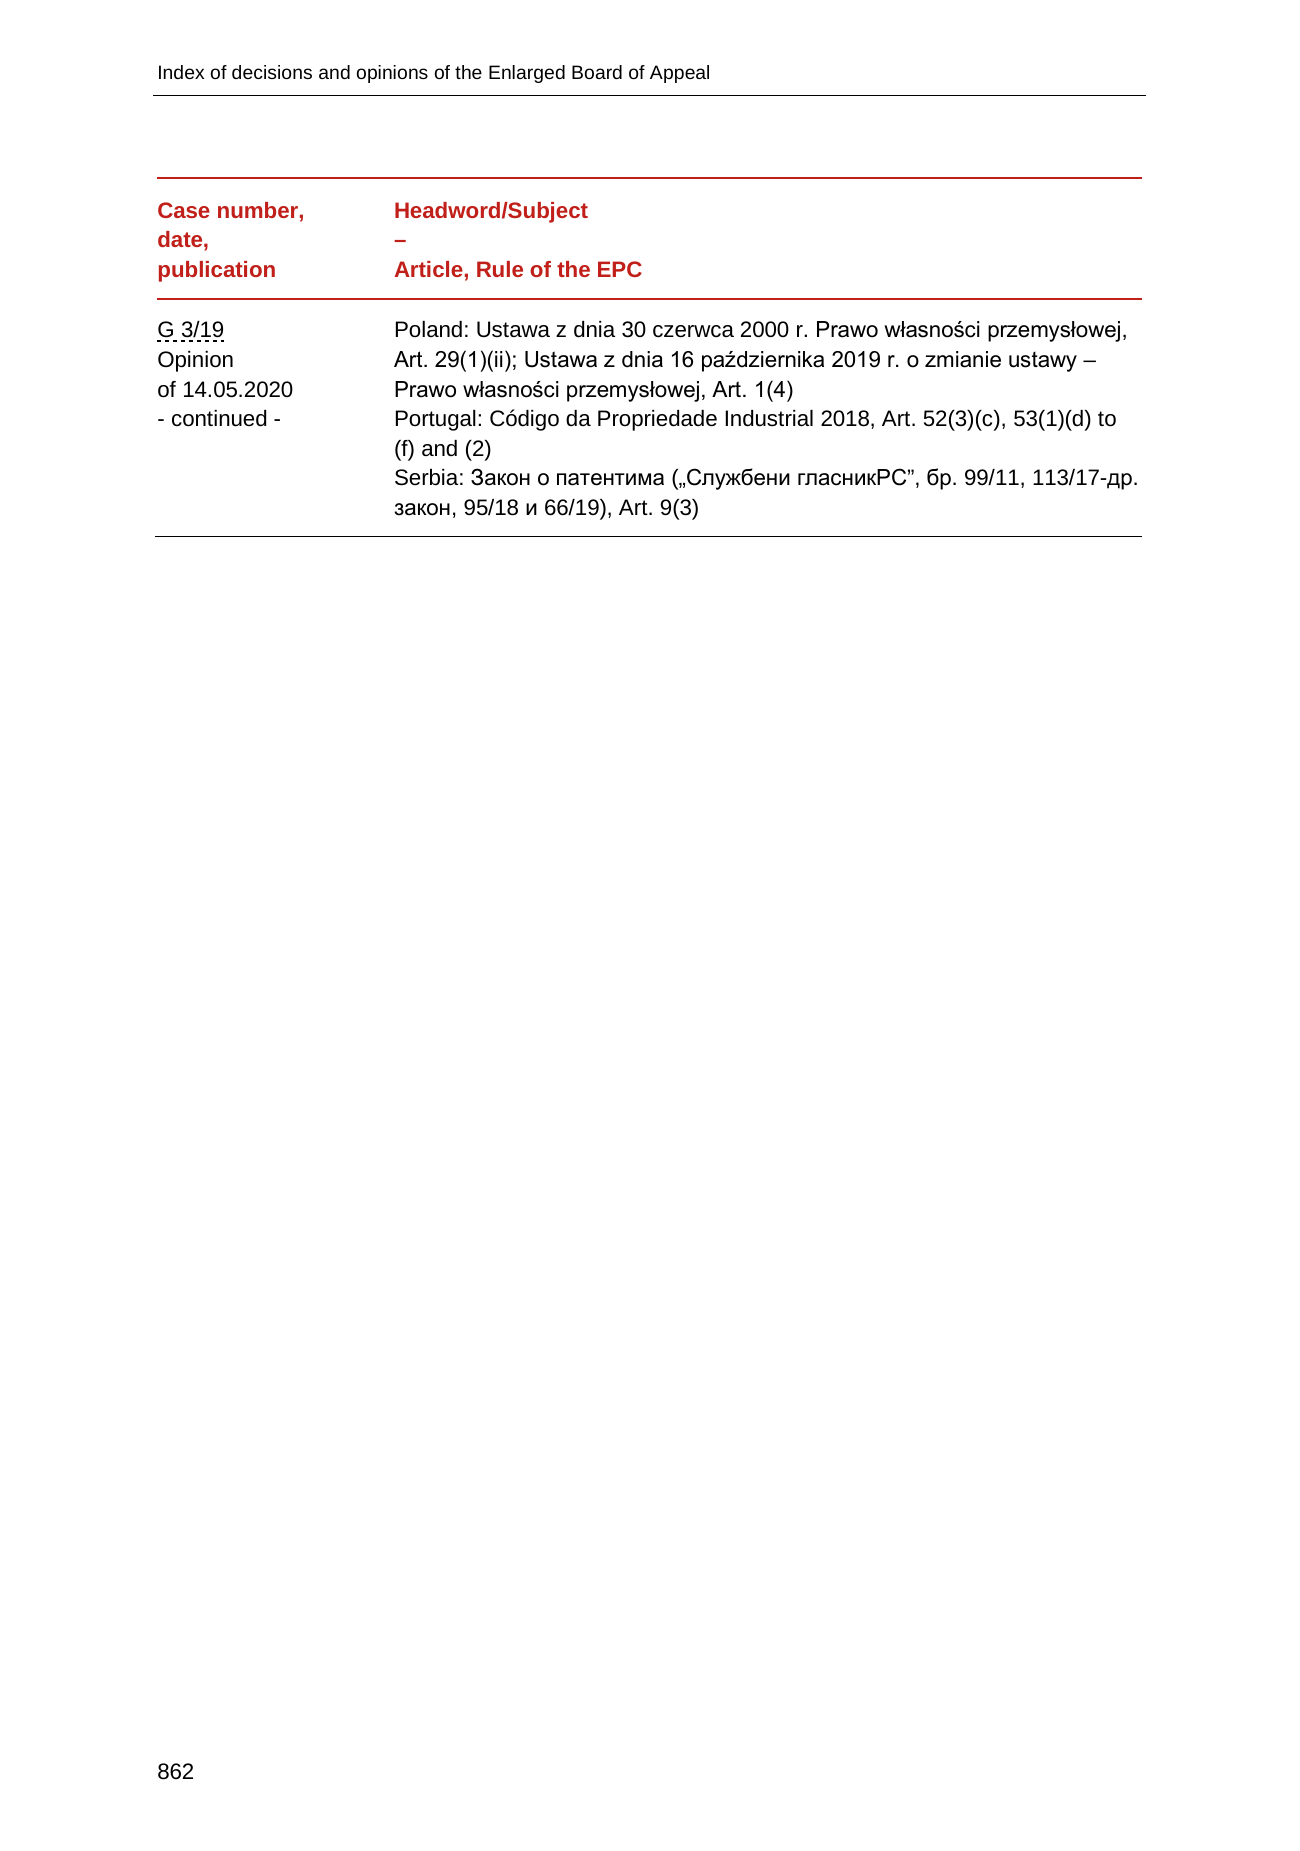 Index of decisions and opinions of the Enlarged Board of Appeal
Case number,
date,
publication
Headword/Subject
–
Article, Rule of the EPC
G 3/19
Opinion
of 14.05.2020
- continued -
Poland: Ustawa z dnia 30 czerwca 2000 r. Prawo własności przemysłowej,
Art. 29(1)(ii); Ustawa z dnia 16 października 2019 r. o zmianie ustawy –
Prawo własności przemysłowej, Art. 1(4)
Portugal: Código da Propriedade Industrial 2018, Art. 52(3)(c), 53(1)(d) to
(f) and (2)
Serbia: Закон о патентима („Службени гласникРС”, бр. 99/11, 113/17-др.
закон, 95/18 и 66/19), Art. 9(3)
862